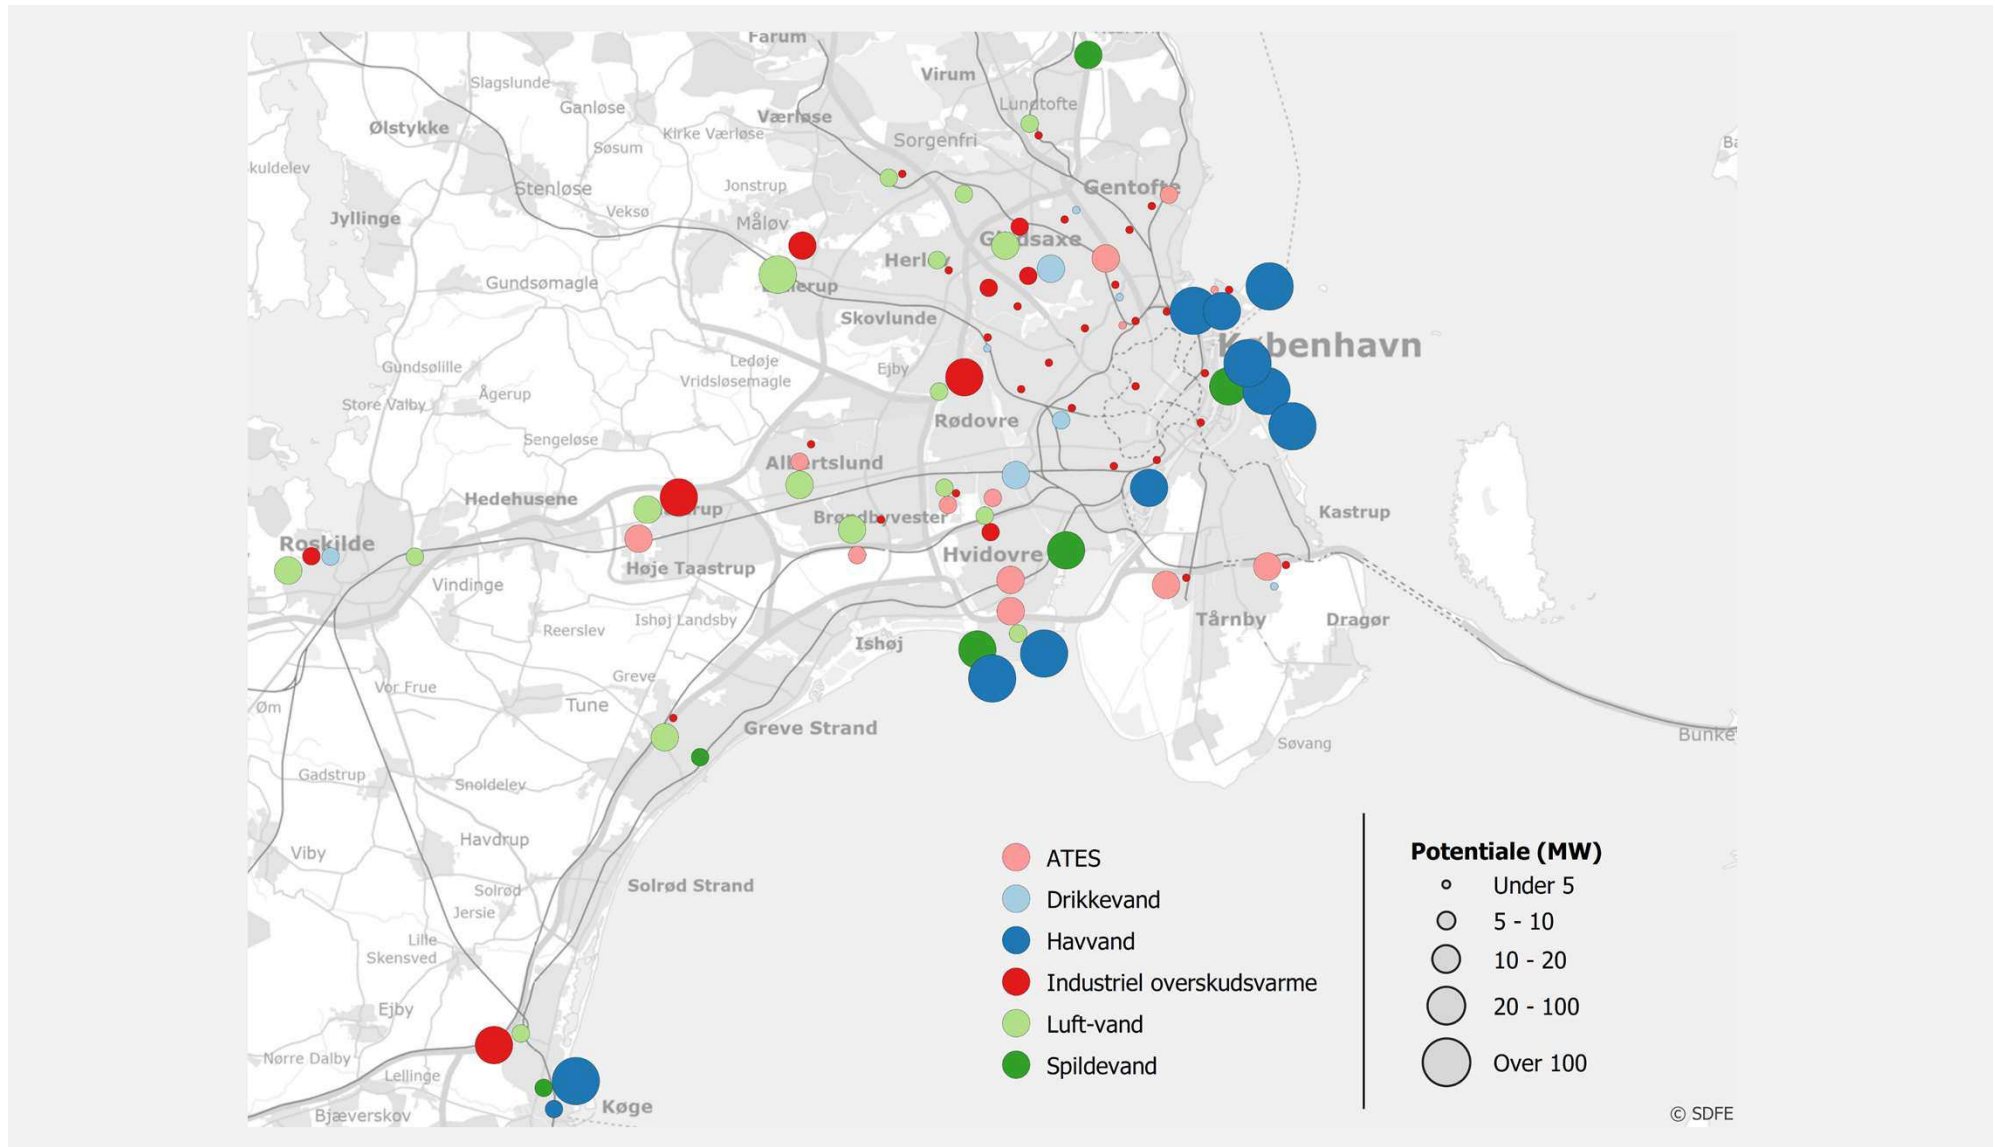 Farum
Virum
Slagslunde
Ganløse
Lundtofte
Værløse
Ølstykke
Kirke Værløse
Sorgenfri
Søsum
kuldelev
Stenløse
Jonstrup
Gentofte
Jyllinge
Veksø
Måløv
Herlev
Gundsømagle
Skovlunde
København
Gundsølille
Ledøje
Ejby
Vridsløsemagle
Store Valby
Ågerup
Rødovre
Sengeløse
Albertslund
Hedehusene
Brøndbyvester
Kastrup
Roskilde
Hvidovre
Høje Taastrup
Vindinge
Ishøj Landsby
Tårnby
Dragør
Reerslev
Ishøj
Greve
Vor Frue
Øm
Tune
Greve Strand
Bunke
Søvang
Gadstrup
Snoldelev
Havdrup
Viby
Solrød
Solrød Strand
Jersie
Lille
Skensved
Ejby
Nørre Dalby
Lellinge
Bjæverskov
Køge
ATES
Drikkevand
Havvand
Industriel overskudsvarme
Luft-vand
Spildevand
Potentiale (MW)
Under 5
5 - 10
10 - 20
20 - 100
Over 100
© SDFE